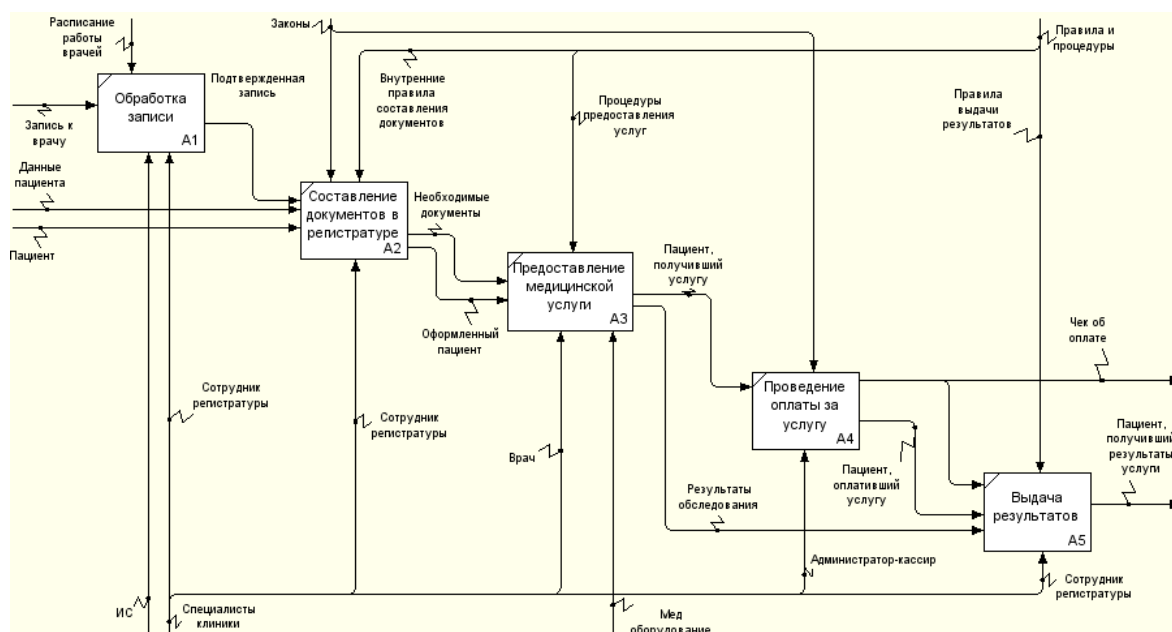 Расписание
работы
врачей
Законы
Правила и
процедуры
Обработка
записи
A1
Подтвержденная
запись
Внутренние
правила
составления
документов
Процедуры
предоставления
услуг
Правила
выдачи
результатов
Запись к
врачу
Данные
пациента
Пациент
Составление
документов в
регистратуре
A2
Необходимые
документы
Оформленный
пациент
Предоставление
медицинской
услуги
A3
Пациент,
получивший
услугу
Чек об
оплате
Проведение
оплаты за
услугу
A4
Сотрудник
регистратуры
Сотрудник
регистратуры
Врач
Результаты
обследования
Пациент,
оплативший
услугу
Пациент,
получивший
результаты
услуги
Выдача
результатов
A5
Администратор-кассир
Сотрудник
регистратуры
ИС
Специалисты
клиники
Мед
оборудование